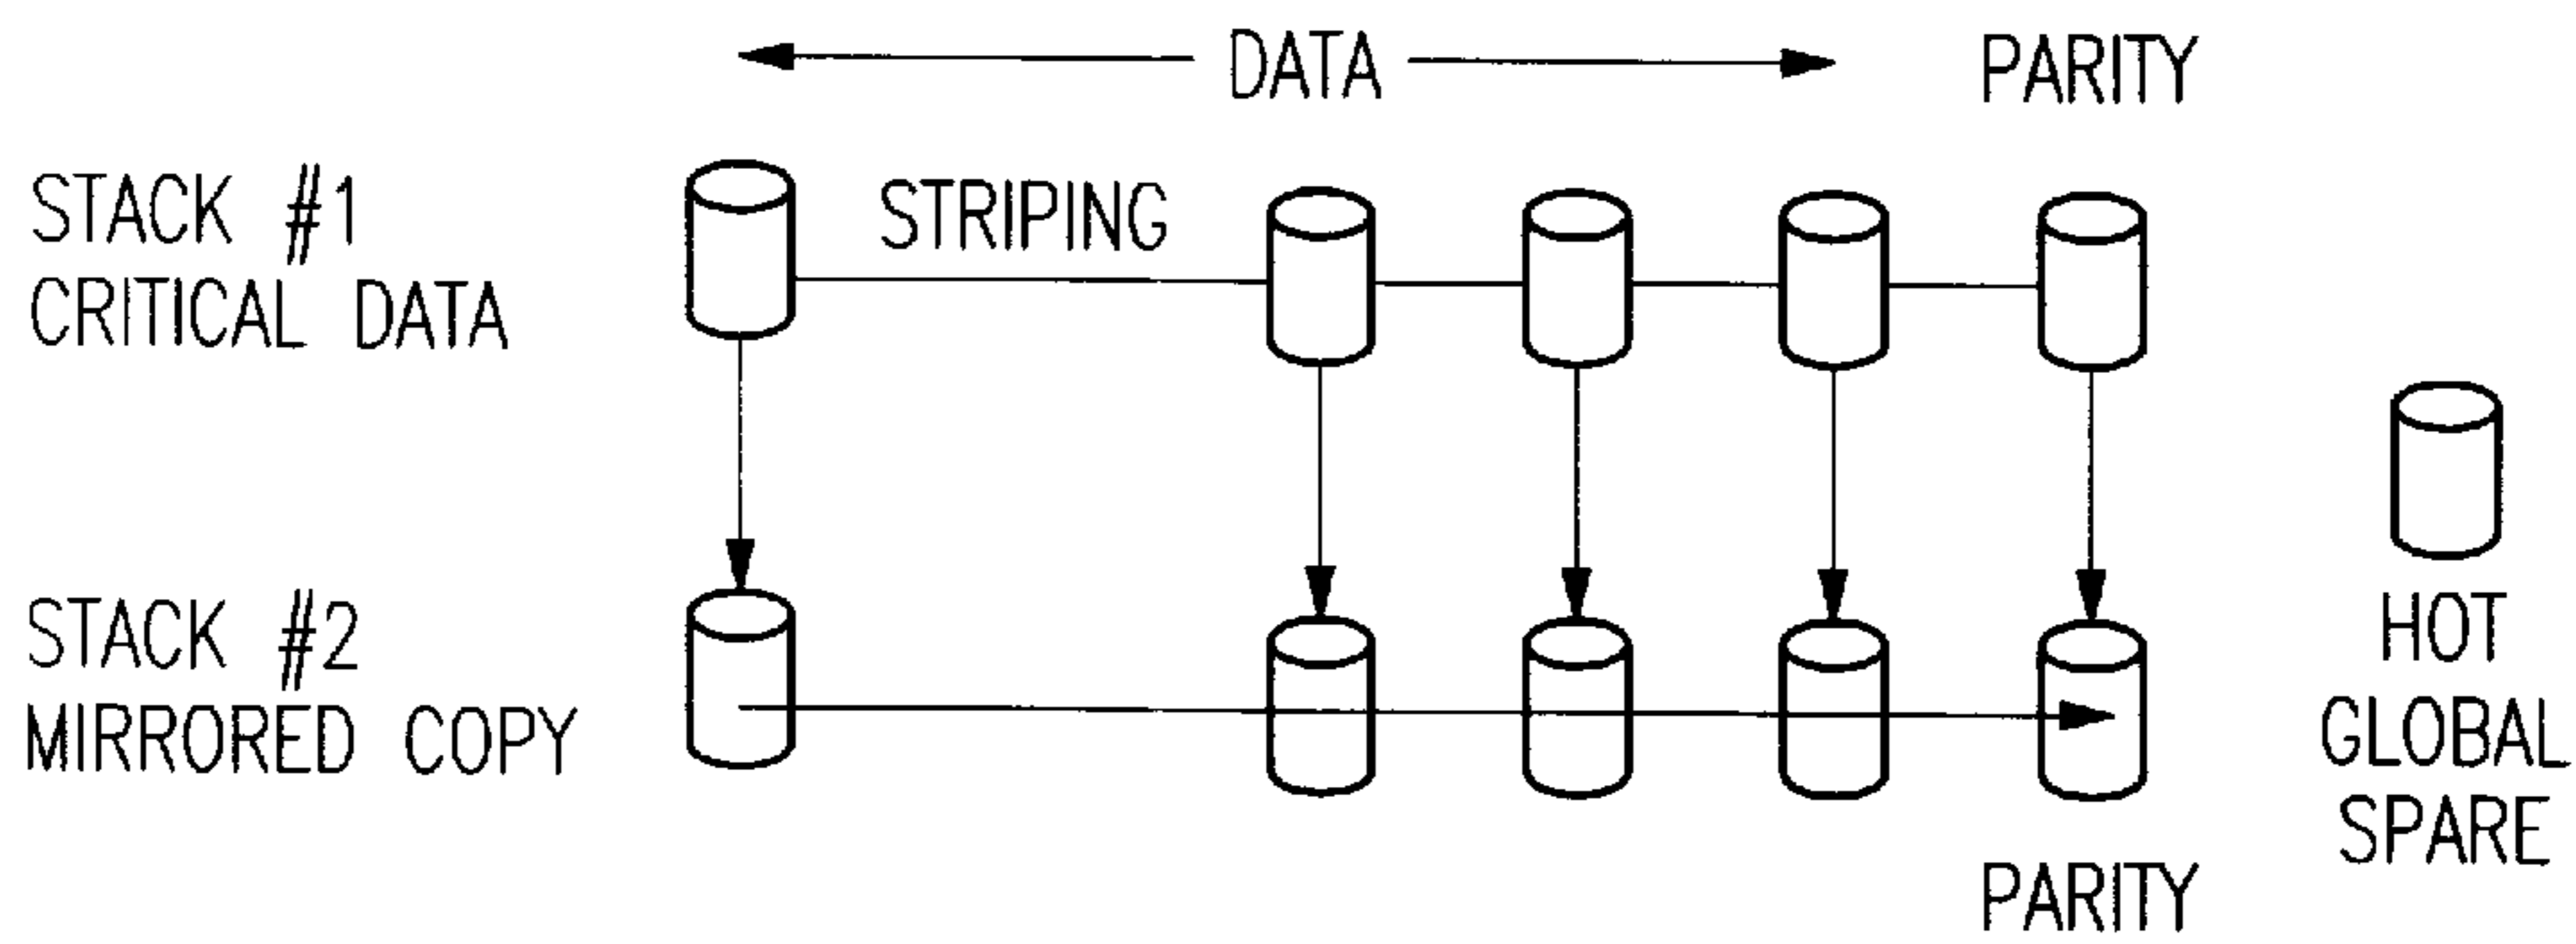 DATA
PARITY
STACK #1
CRITICAL DATA
STRIPING
STACK #2
MIRRORED COPY
HOT
GLOBAL
SPARE
PARITY